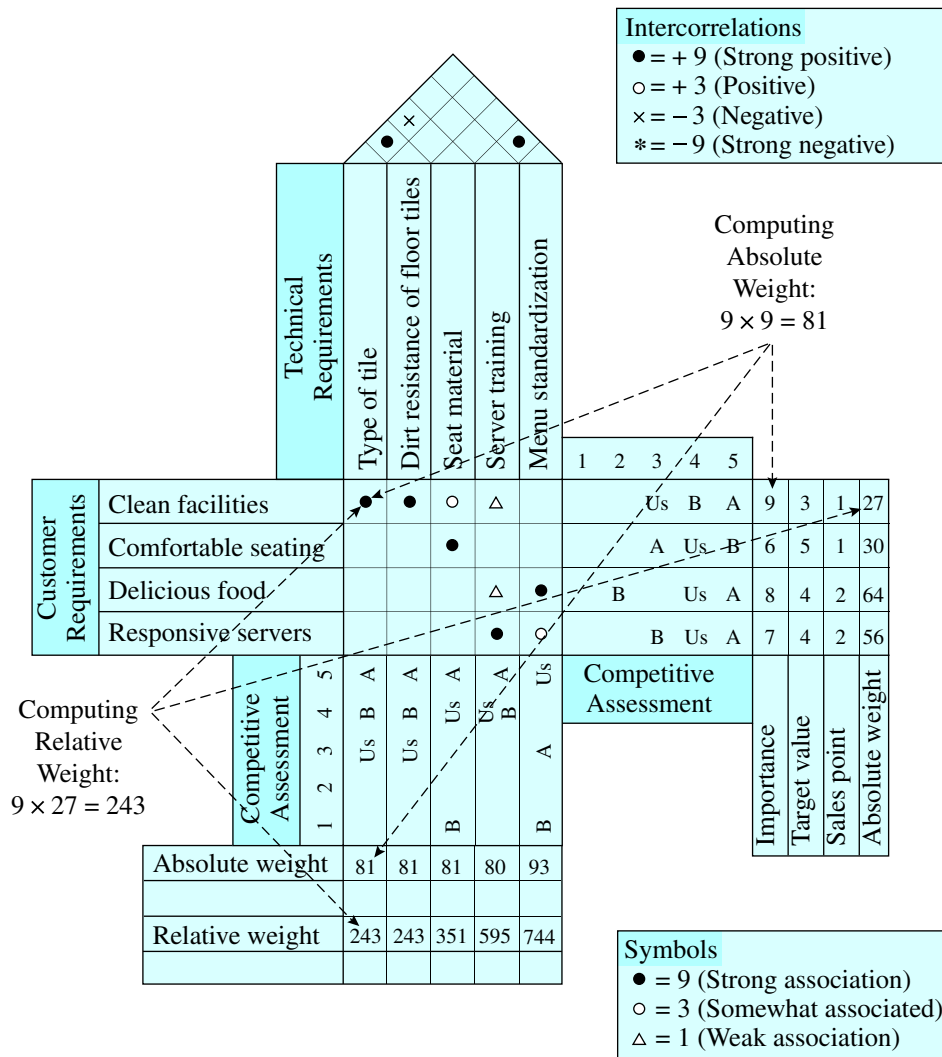 Intercorrelations
● = + 9 (Strong positive)
○ = + 3 (Positive)
× = − 3 (Negative)
* = − 9 (Strong negative)
×
Technical
Requirements
Type of tile
Dirt resistance of floor tiles
Seat material
Server training
Menu standardization
Computing
Absolute
Weight:
9 × 9 = 81
1 2 3 4 5
Customer
Requirements
Clean facilities Us B A 9 3 1 27
Comfortable seating A Us B 6 5 1 30
Delicious food B Us A 8 4 2 64
Responsive servers B Us A 7 4 2 56
Competitive
Assessment
1 2 3 4 5
Us B A
Us B A
B Us A
Us B A
B A Us
Competitive
Assessment
Importance
Target value
Sales point
Absolute weight
Computing
Relative
Weight:
9 × 27 = 243
Absolute weight 81 81 81 80 93
Relative weight 243 243 351 595 744
Symbols
● = 9 (Strong association)
○ = 3 (Somewhat associated)
△ = 1 (Weak association)